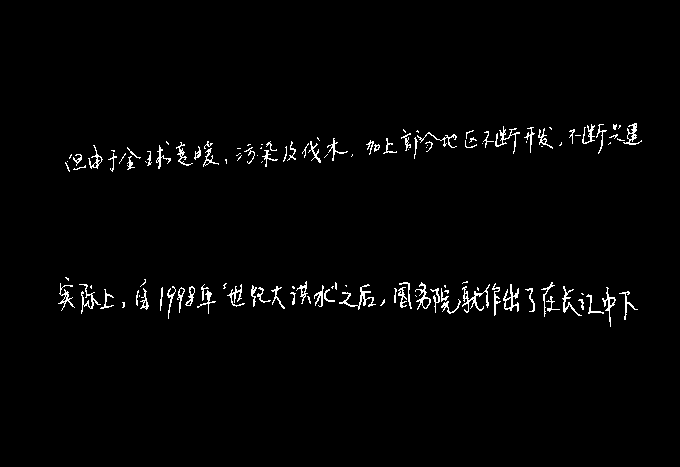 但由于全球变暖,污染及伐木,加上部分地区不断开发,不断兴建
实际上,自1998年“世纪大洪水”之后,国务院就作出了在长江中下